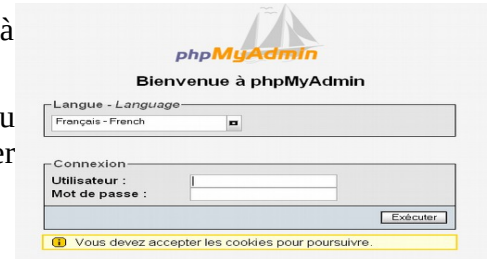 à
u
er
phpMyAdmin
Bienvenue à phpMyAdmin
Langue - Language
Français - French
Connexion
Utilisateur :
Mot de passe :
Exécuter
Vous devez accepter les cookies pour poursuivre.